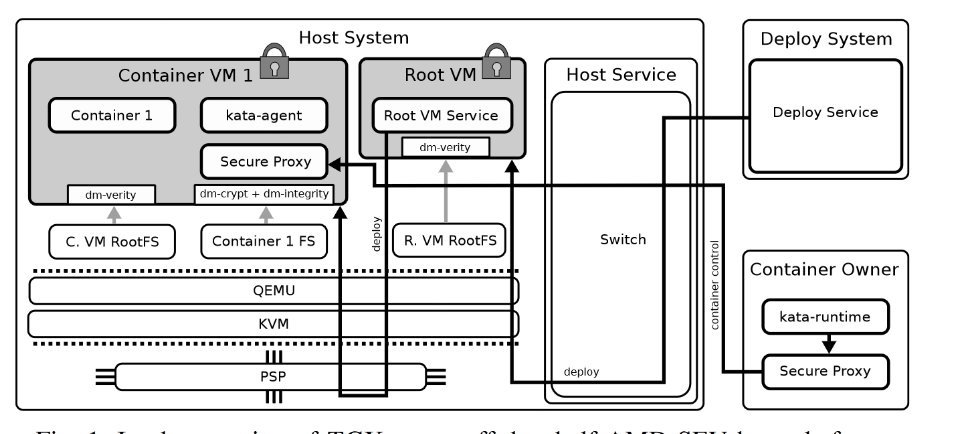 Host System
Container VM 1
Container 1
kata-agent
Secure Proxy
dm-verity
dm-crypt + dm-integrity
C. VM RootFS
Container 1 FS
Root VM
Root VM Service
dm-verity
deploy
R. VM RootFS
QEMU
KVM
PSP
Host Service
Switch
deploy
container control
Deploy System
Deploy Service
Container Owner
kata-runtime
Secure Proxy